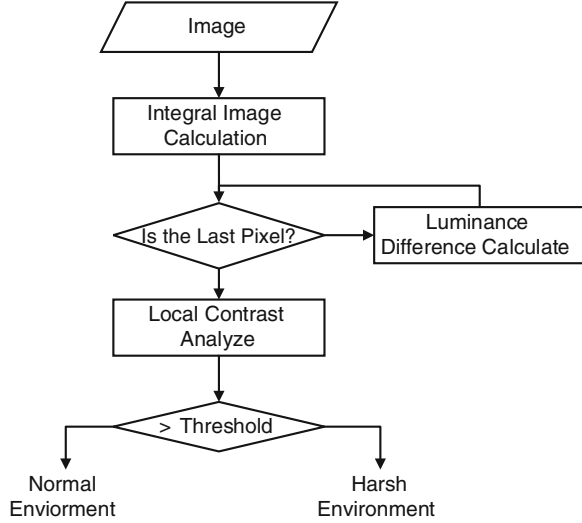 Image
Integral Image
Calculation
Is the Last Pixel?
Luminance
Difference Calculate
Local Contrast
Analyze
> Threshold
Normal
Enviorment
Harsh
Environment